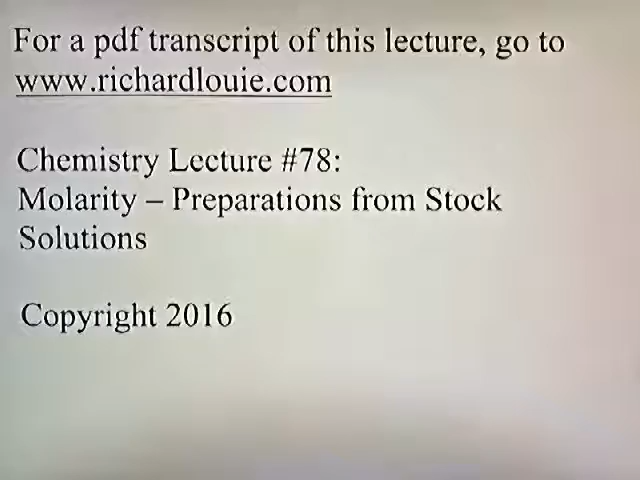 For a pdf transcript of this lecture, go to
www.richardlouie.com
Chemistry Lecture #78:
Molarity – Preparations from Stock
Solutions
Copyright 2016